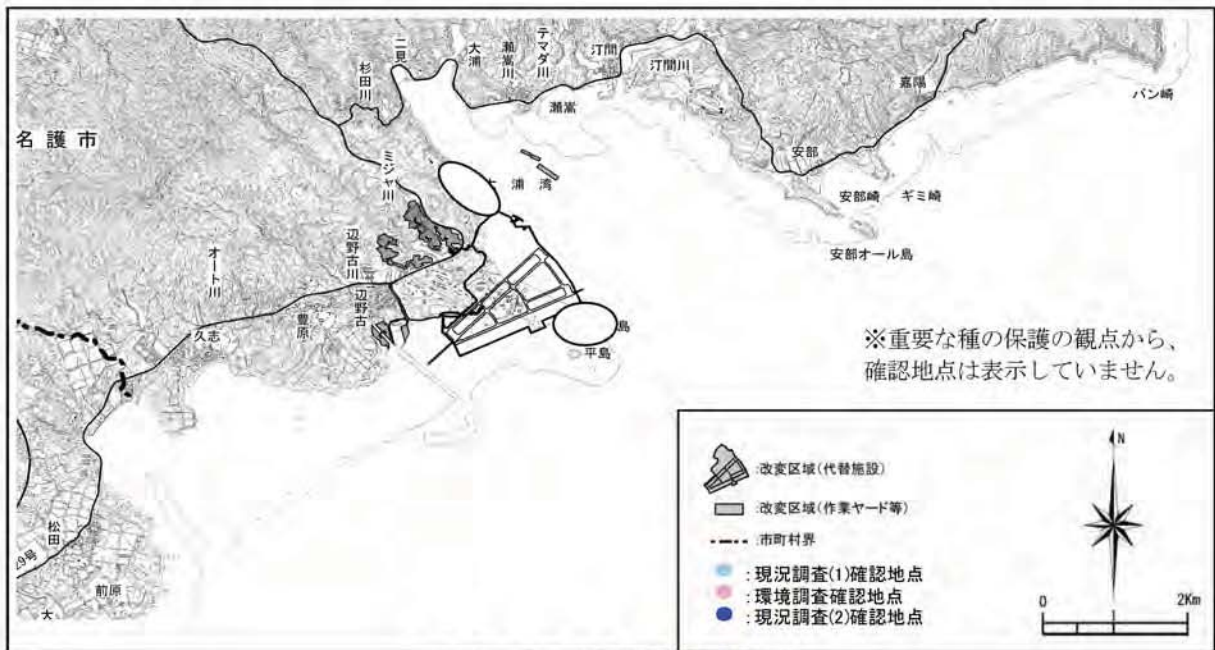 名護市
杉田川
二見
大浦
瀬嵩川
テマダ川
汀間
汀間川
瀬嵩
嘉陽
バン崎
安部
安部崎
ギミ崎
安部オール島
ミジャ川
浦湾
辺野古川
辺野古
オート川
久志
豊原
島
平島
松田
29号
前原
大
※重要な種の保護の観点から、
確認地点は表示していません。
:改変区域(代替施設)
:改変区域(作業ヤード等)
:市町村界
:現況調査(1)確認地点
:環境調査確認地点
:現況調査(2)確認地点
N
0 2Km